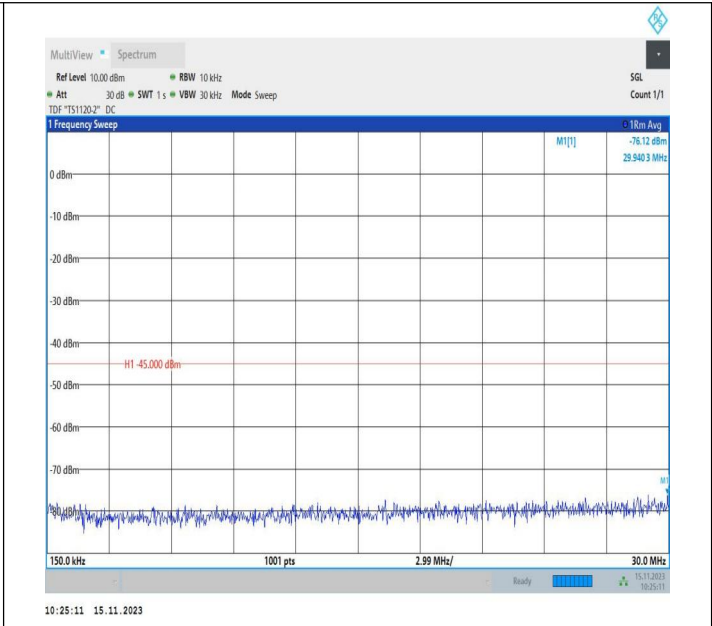 MultiView Spectrum
Ref Level 10.00 dBm RBW 10 kHz SGL
Att 30 dB SWT 1 s VBW 30 kHz Mode Sweep Count 1/1
TDF "TS1120-2" DC
1 Frequency Sweep 1Rm Avg
M1[1] -76.12 dBm
29.940 3 MHz
0 dBm
-10 dBm
-20 dBm
-30 dBm
-40 dBm
H1 -45.000 dBm
-50 dBm
-60 dBm
-70 dBm
M1
-80 dBm
150.0 kHz 1001 pts 2.99 MHz/ 30.0 MHz
Ready 15.11.2023
10:25:11
10:25:11 15.11.2023